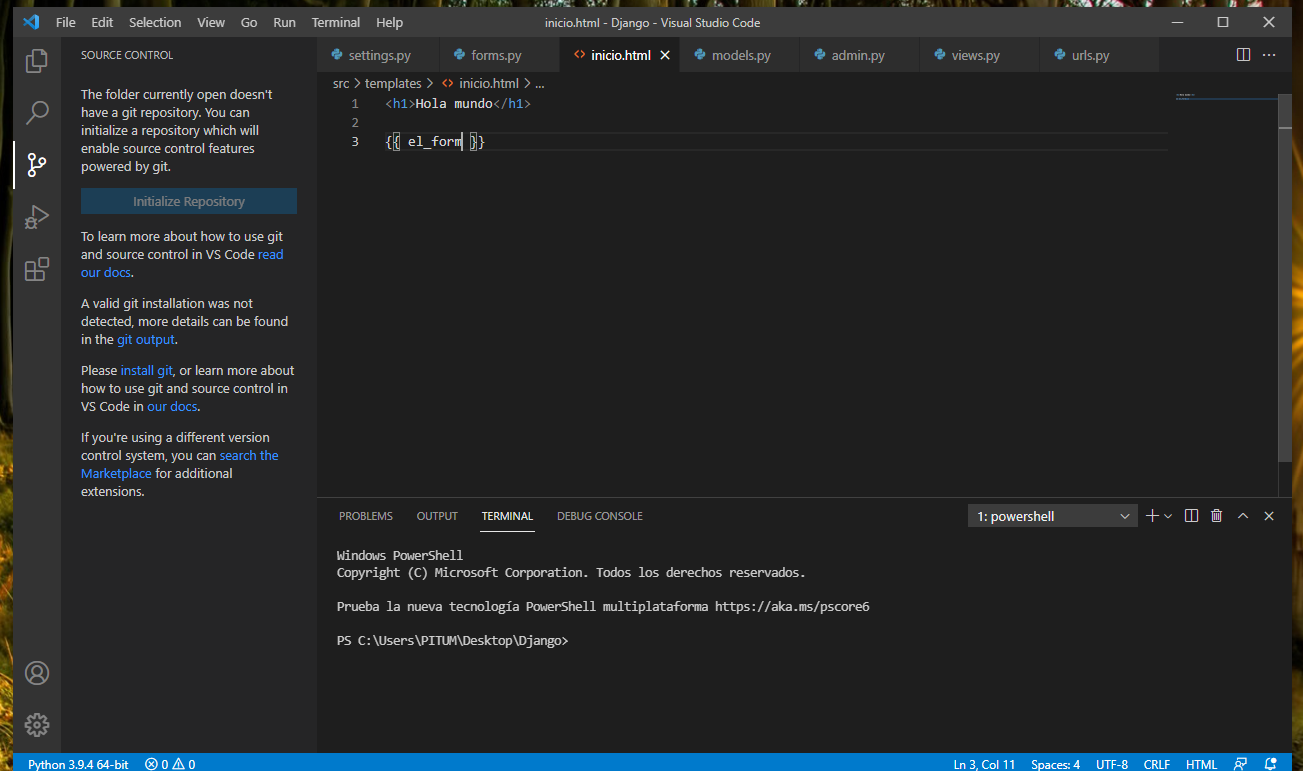 File Edit Selection View Go Run Terminal Help
inicio.html - Django - Visual Studio Code
SOURCE CONTROL
The folder currently open doesn't
have a git repository. You can
initialize a repository which will
enable source control features
powered by git.
Initialize Repository
To learn more about how to use git
and source control in VS Code read
our docs.
A valid git installation was not
detected, more details can be found
in the git output.
Please install git, or learn more about
how to use git and source control in
VS Code in our docs.
If you're using a different version
control system, you can search the
Marketplace for additional
extensions.
settings.py forms.py inicio.html models.py admin.py views.py urls.py
src > templates > inicio.html > ...
1 <h1>Hola mundo</h1>
2
3 {{ el_form }}
PROBLEMS OUTPUT TERMINAL DEBUG CONSOLE
1: powershell
Windows PowerShell
Copyright (C) Microsoft Corporation. Todos los derechos reservados.
Prueba la nueva tecnología PowerShell multiplataforma https://aka.ms/pscore6
PS C:\Users\PITUM\Desktop\Django>
Python 3.9.4 64-bit 0 0 Ln 3, Col 11 Spaces: 4 UTF-8 CRLF HTML